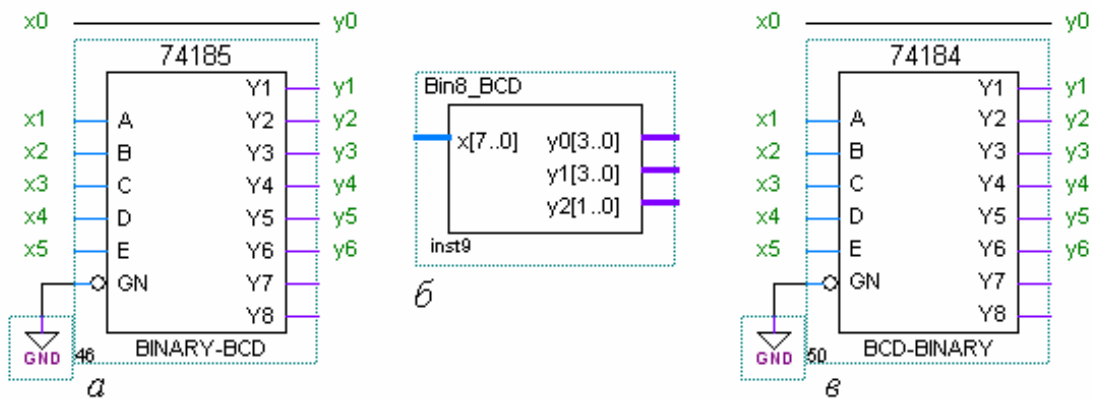 x0 y0
74185
Y1 y1
x1 A Y2 y2
x2 B Y3 y3
x3 C Y4 y4
x4 D Y5 y5
x5 E Y6 y6
GN Y7
Y8
GND 46 BINARY-BCD
а
Bin8_BCD
x[7..0] y0[3..0]
y1[3..0]
y2[1..0]
inst9
б
x0 y0
74184
Y1 y1
x1 A Y2 y2
x2 B Y3 y3
x3 C Y4 y4
x4 D Y5 y5
x5 E Y6 y6
GN Y7
Y8
GND 50 BCD-BINARY
в